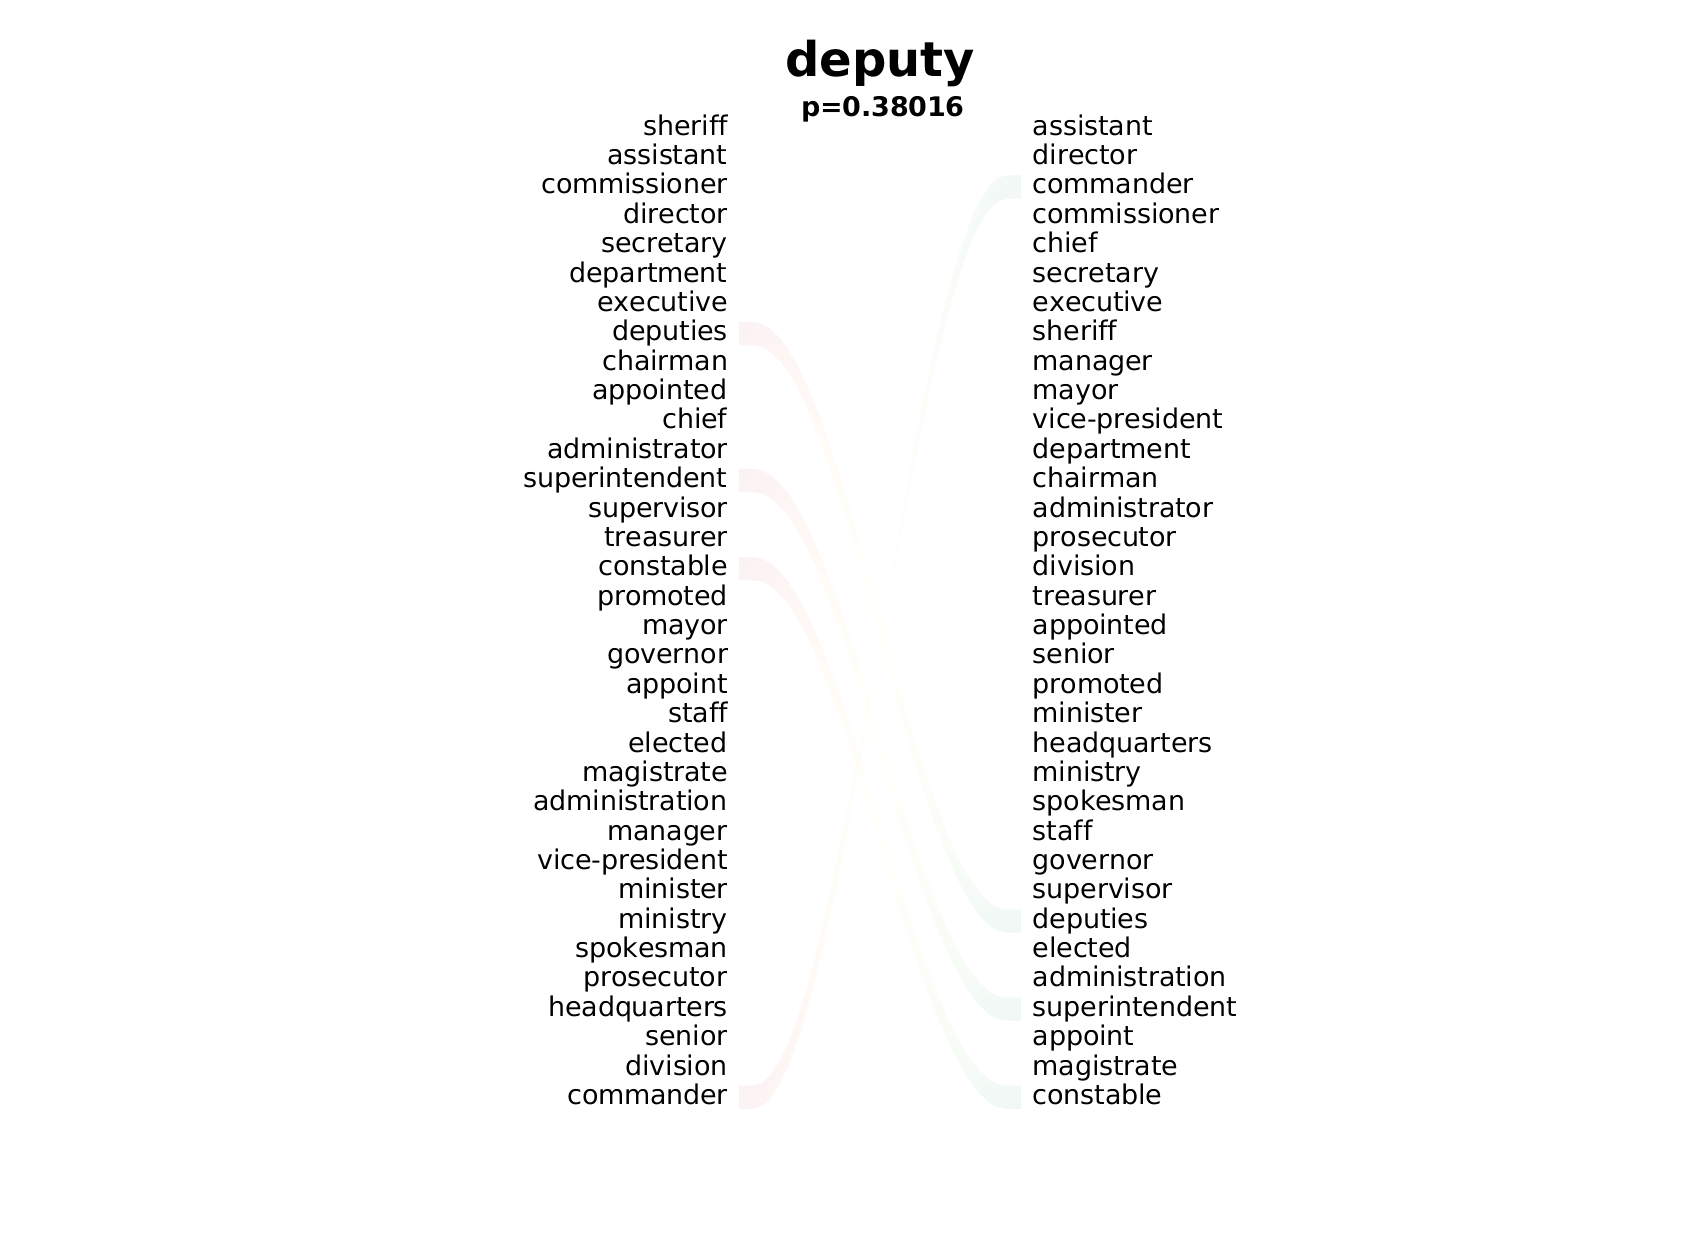 deputy
p=0.38016
sheriff
assistant
commissioner
director
secretary
department
executive
deputies
chairman
appointed
chief
administrator
superintendent
supervisor
treasurer
constable
promoted
mayor
governor
appoint
staff
elected
magistrate
administration
manager
vice-president
minister
ministry
spokesman
prosecutor
headquarters
senior
division
commander
assistant
director
commander
commissioner
chief
secretary
executive
sheriff
manager
mayor
vice-president
department
chairman
administrator
prosecutor
division
treasurer
appointed
senior
promoted
minister
headquarters
ministry
spokesman
staff
governor
supervisor
deputies
elected
administration
superintendent
appoint
magistrate
constable